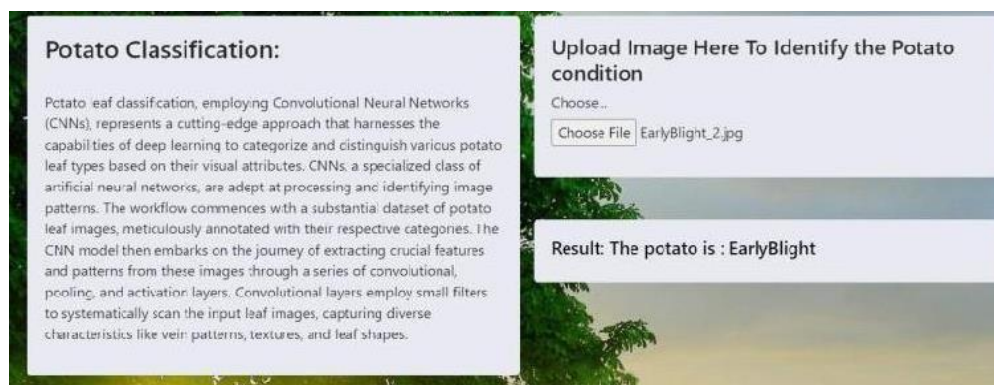 Potato Classification:
Potato leaf classification, employing Convolutional Neural Networks
(CNNs), represents a cutting-edge approach that harnesses the
capabilities of deep learning to categorize and distinguish various potato
leaf types based on their visual attributes. CNNs, a specialized class of
artificial neural networks, are adept at processing and identifying image
patterns. The workflow commences with a substantial dataset of potato
leaf images, meticulously annotated with their respective categories. The
CNN model then embarks on the journey of extracting crucial features
and patterns from these images through a series of convolutional,
pooling, and activation layers. Convolutional layers employ small filters
to systematically scan the input leaf images, capturing diverse
characteristics like vein patterns, textures, and leaf shapes.
Upload Image Here To Identify the Potato
condition
Choose...
Choose File EarlyBlight_2.jpg
Result: The potato is : EarlyBlight